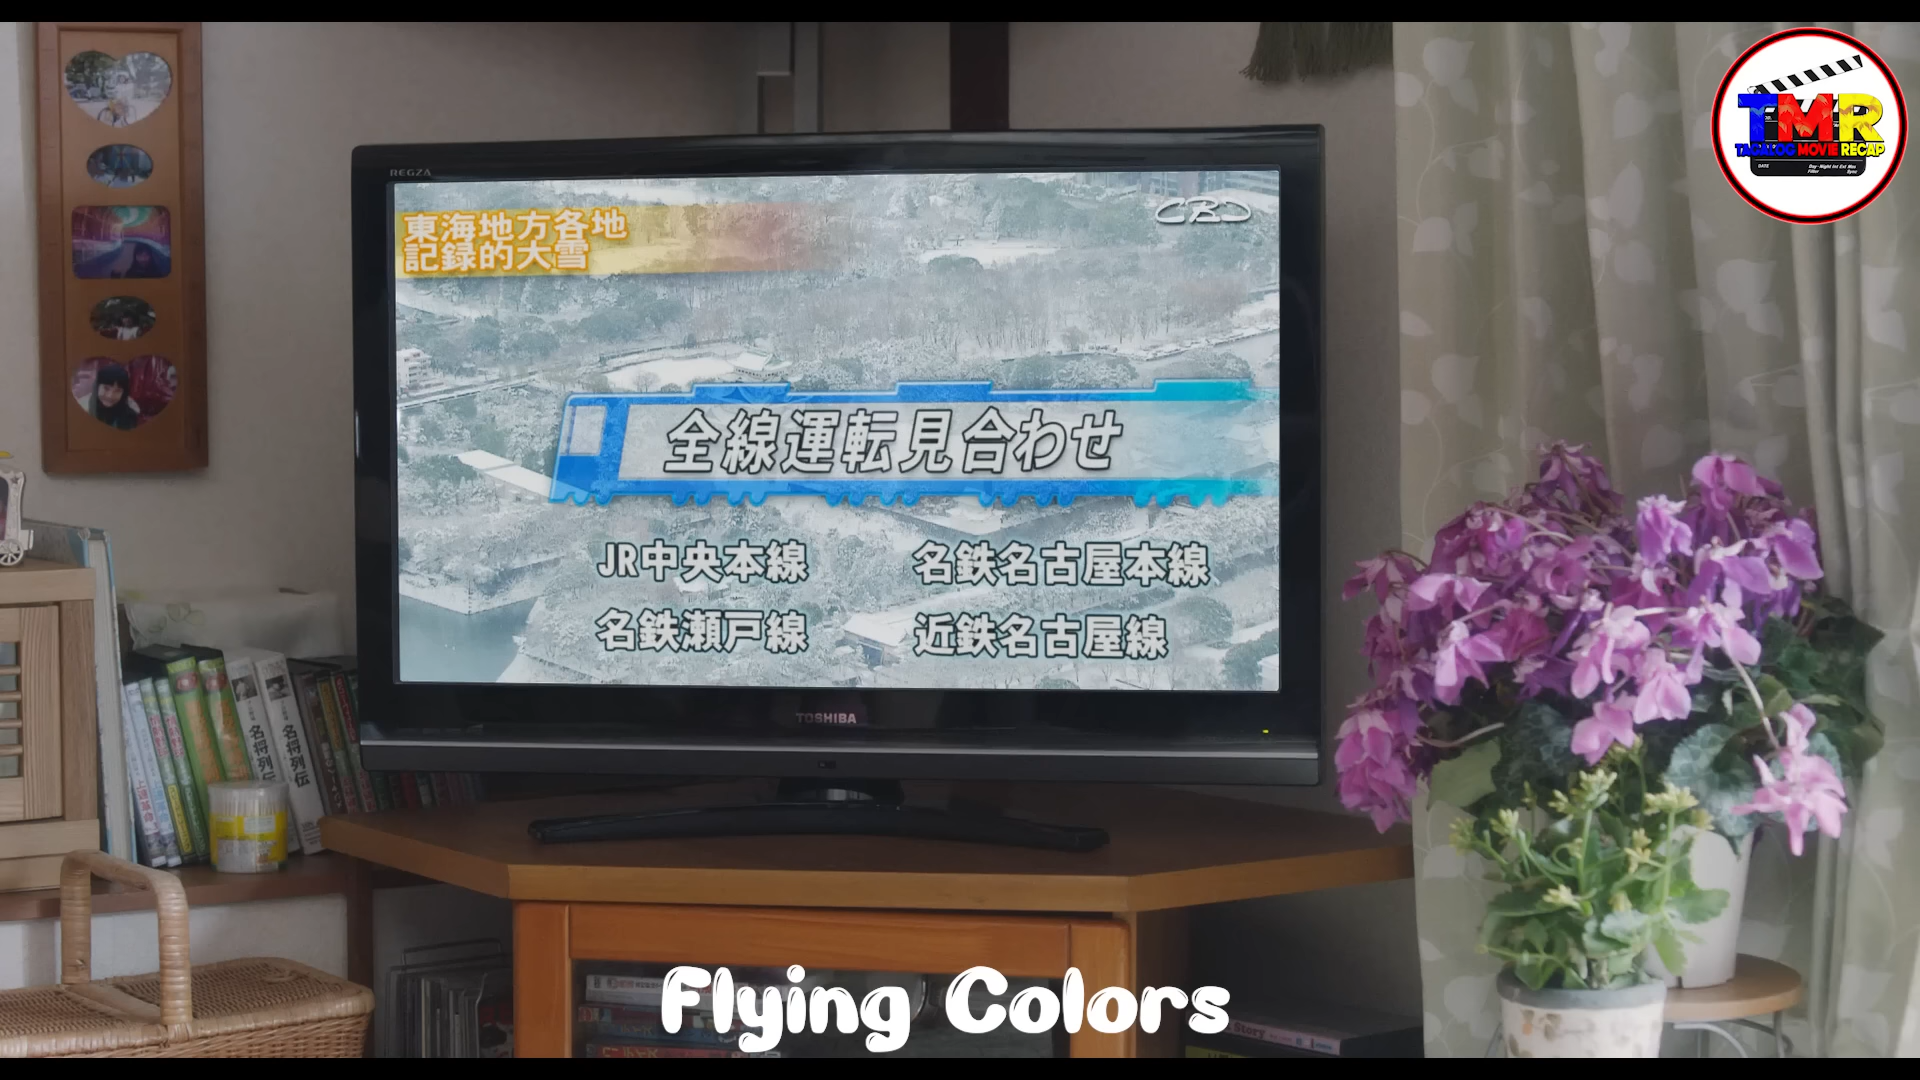 TMR
TAGALOG MOVIE RECAP
REGZA
CBC
東海地方各地
記録的大雪
全線運転見合わせ
JR中央本線
名鉄名古屋本線
名鉄瀬戸線
近鉄名古屋線
TOSHIBA
名将列伝
名将列伝
Story
Flying Colors